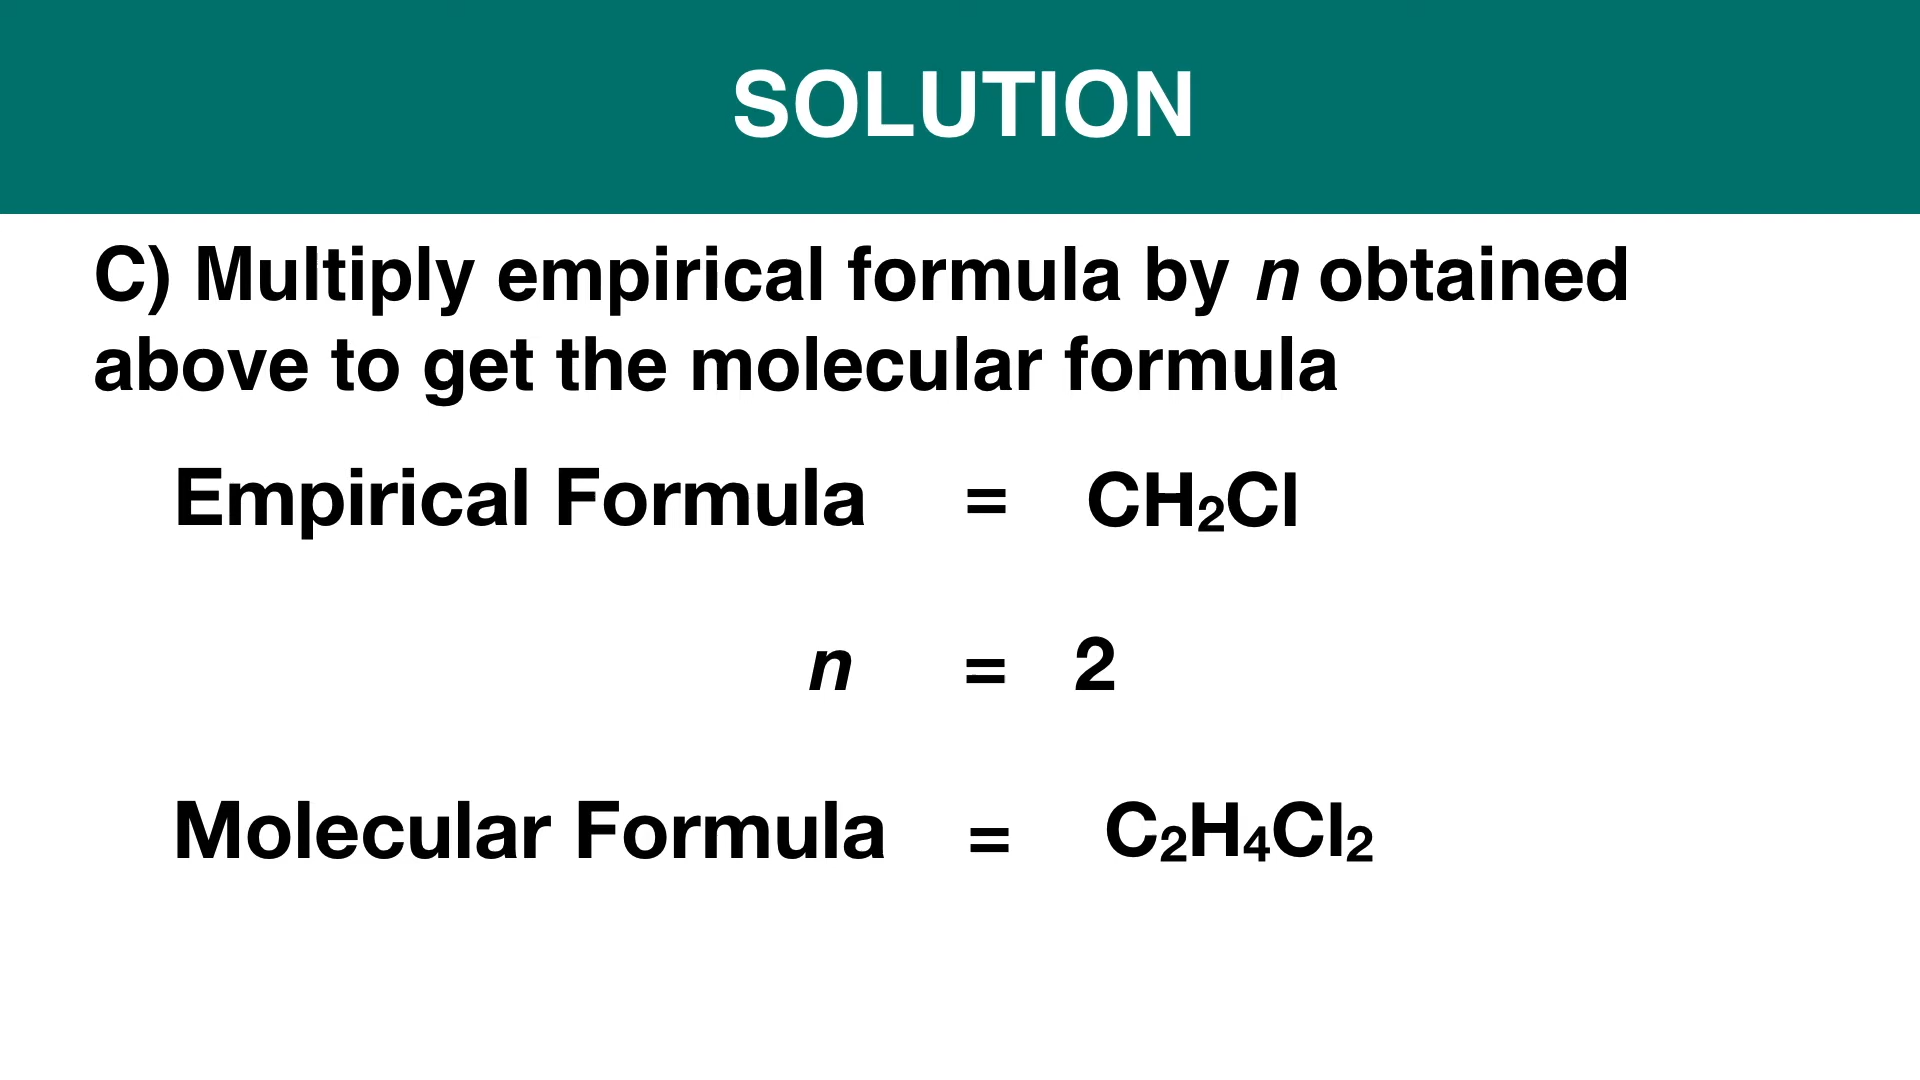 SOLUTION
C) Multiply empirical formula by n obtained
above to get the molecular formula
Empirical Formula = CH₂Cl
n = 2
Molecular Formula = C₂H₄Cl₂